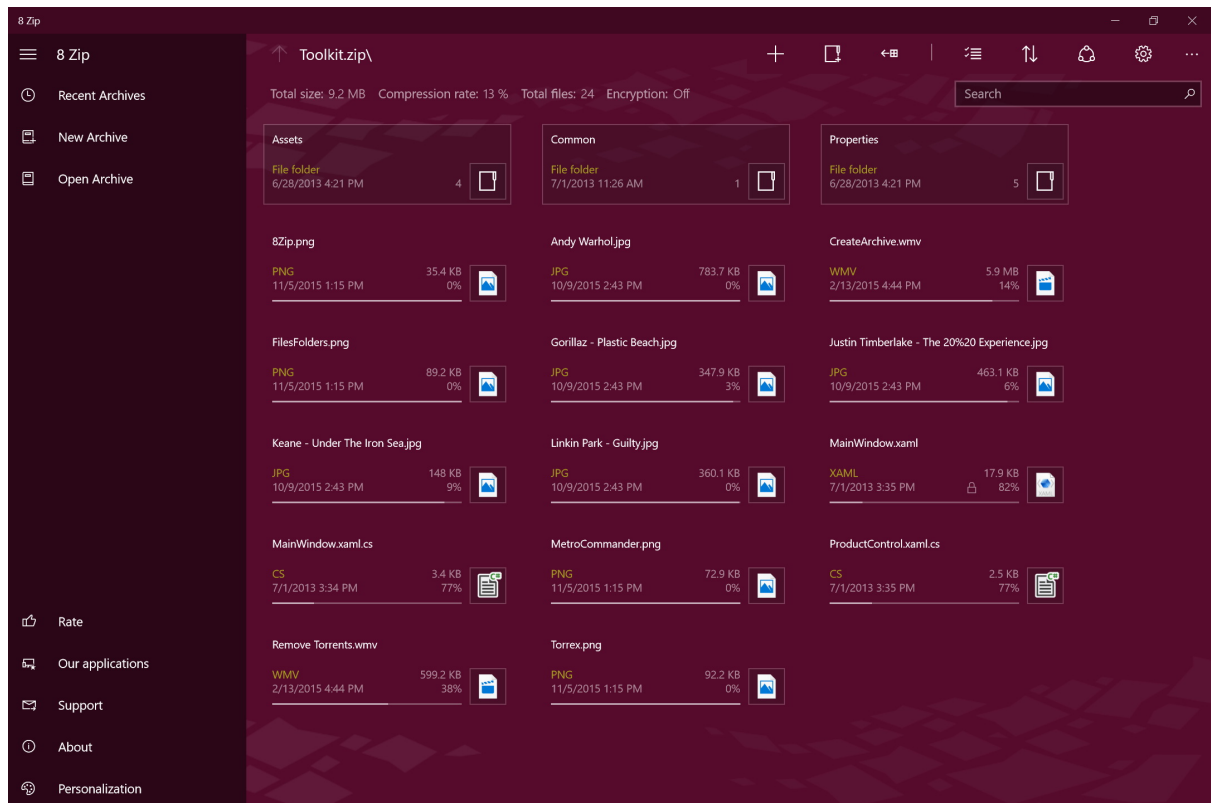 8 Zip
8 Zip
Recent Archives
New Archive
Open Archive
Rate
Our applications
Support
About
Personalization
Toolkit.zip\
Total size: 9.2 MB Compression rate: 13 % Total files: 24 Encryption: Off
Search
Assets
File folder
6/28/2013 4:21 PM 4
Common
File folder
7/1/2013 11:26 AM 1
Properties
File folder
6/28/2013 4:21 PM 5
8Zip.png
PNG 35.4 KB
11/5/2015 1:15 PM 0%
Andy Warhol.jpg
JPG 783.7 KB
10/9/2015 2:43 PM 0%
CreateArchive.wmv
WMV 5.9 MB
2/13/2015 4:44 PM 14%
FilesFolders.png
PNG 89.2 KB
11/5/2015 1:15 PM 0%
Gorillaz - Plastic Beach.jpg
JPG 347.9 KB
10/9/2015 2:43 PM 3%
Justin Timberlake - The 20%20 Experience.jpg
JPG 463.1 KB
10/9/2015 2:43 PM 6%
Keane - Under The Iron Sea.jpg
JPG 148 KB
10/9/2015 2:43 PM 9%
Linkin Park - Guilty.jpg
JPG 360.1 KB
10/9/2015 2:43 PM 0%
MainWindow.xaml
XAML 17.9 KB
7/1/2013 3:35 PM 82%
MainWindow.xaml.cs
CS 3.4 KB
7/1/2013 3:34 PM 77%
C#
MetroCommander.png
PNG 72.9 KB
11/5/2015 1:15 PM 0%
ProductControl.xaml.cs
CS 2.5 KB
7/1/2013 3:35 PM 77%
C#
Remove Torrents.wmv
WMV 599.2 KB
2/13/2015 4:44 PM 38%
Torrex.png
PNG 92.2 KB
11/5/2015 1:15 PM 0%